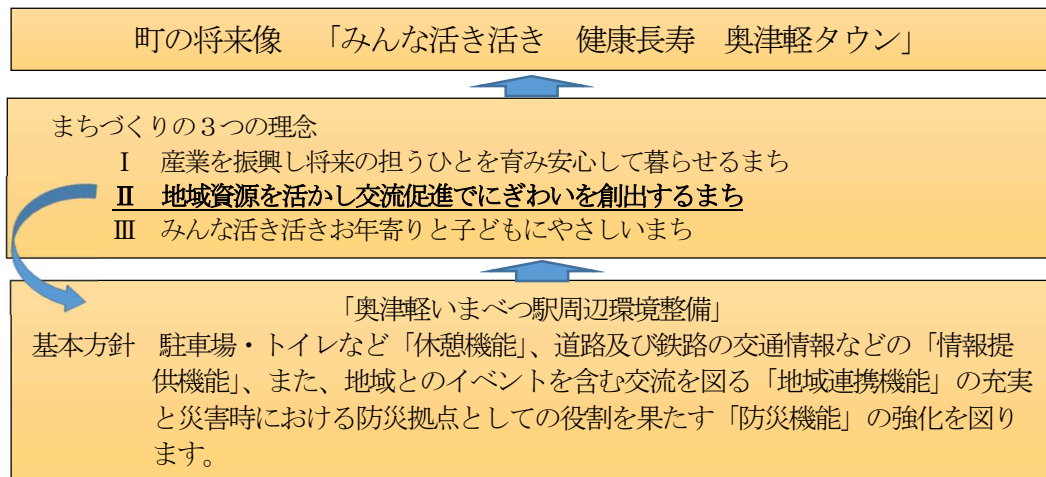 町の将来像　「みんな活き活き　健康長寿　奥津軽タウン」
まちづくりの３つの理念
Ⅰ　産業を振興し将来の担うひとを育み安心して暮らせるまち
Ⅱ　地域資源を活かし交流促進でにぎわいを創出するまち
Ⅲ　みんな活き活きお年寄りと子どもにやさしいまち
「奥津軽いまべつ駅周辺環境整備」
基本方針　駐車場・トイレなど「休憩機能」、道路及び鉄路の交通情報などの「情報提
供機能」、また、地域とのイベントを含む交流を図る「地域連携機能」の充実
と災害時における防災拠点としての役割を果たす「防災機能」の強化を図り
ます。